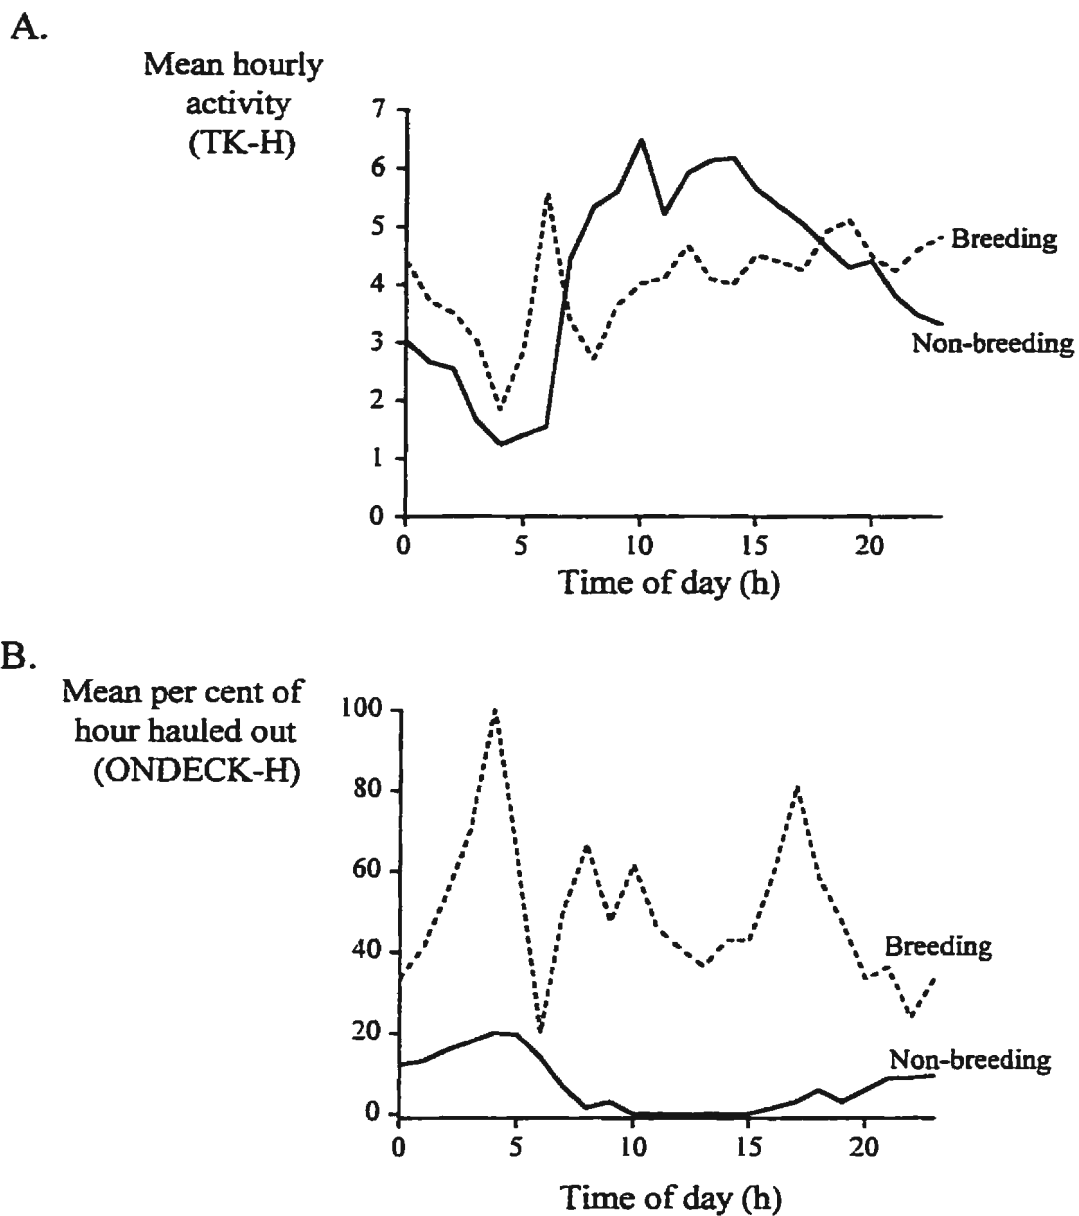 A.
Mean hourly
activity
(TK-H)
7
6
5
4
3
2
1
0
Breeding
Non-breeding
0 5 10 15 20
Time of day (h)
B.
Mean per cent of
hour hauled out
(ONDECK-H)
100
80
60
40
20
0
Breeding
Non-breeding
0 5 10 15 20
Time of day (h)